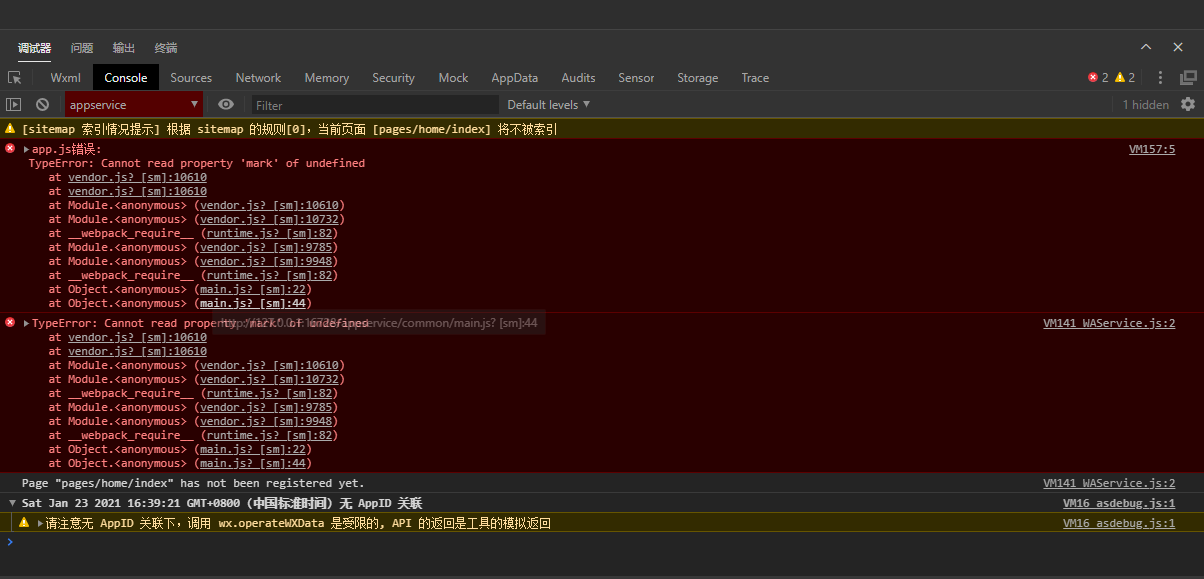 调试器 问题 输出 终端
Wxml Console Sources Network Memory Security Mock AppData Audits Sensor Storage Trace 2 2
appservice Filter Default levels 1 hidden
[sitemap 索引情况提示] 根据 sitemap 的规则[0]，当前页面 [pages/home/index] 将不被索引
app.js错误: VM157:5
TypeError: Cannot read property 'mark' of undefined
at vendor.js? [sm]:10610
at vendor.js? [sm]:10610
at Module.<anonymous> (vendor.js? [sm]:10610)
at Module.<anonymous> (vendor.js? [sm]:10732)
at __webpack_require__ (runtime.js? [sm]:82)
at Module.<anonymous> (vendor.js? [sm]:9785)
at Module.<anonymous> (vendor.js? [sm]:9948)
at __webpack_require__ (runtime.js? [sm]:82)
at Object.<anonymous> (main.js? [sm]:22)
at Object.<anonymous> (main.js? [sm]:44)
TypeError: Cannot read property 'mark' of undefined VM141 WAService.js:2
at vendor.js? [sm]:10610
at vendor.js? [sm]:10610
at Module.<anonymous> (vendor.js? [sm]:10610)
at Module.<anonymous> (vendor.js? [sm]:10732)
at __webpack_require__ (runtime.js? [sm]:82)
at Module.<anonymous> (vendor.js? [sm]:9785)
at Module.<anonymous> (vendor.js? [sm]:9948)
at __webpack_require__ (runtime.js? [sm]:82)
at Object.<anonymous> (main.js? [sm]:22)
at Object.<anonymous> (main.js? [sm]:44)
Page "pages/home/index" has not been registered yet. VM141 WAService.js:2
Sat Jan 23 2021 16:39:21 GMT+0800 (中国标准时间) 无 AppID 关联 VM16 asdebug.js:1
请注意无 AppID 关联下，调用 wx.operateWXData 是受限的, API 的返回是工具的模拟返回 VM16 asdebug.js:1